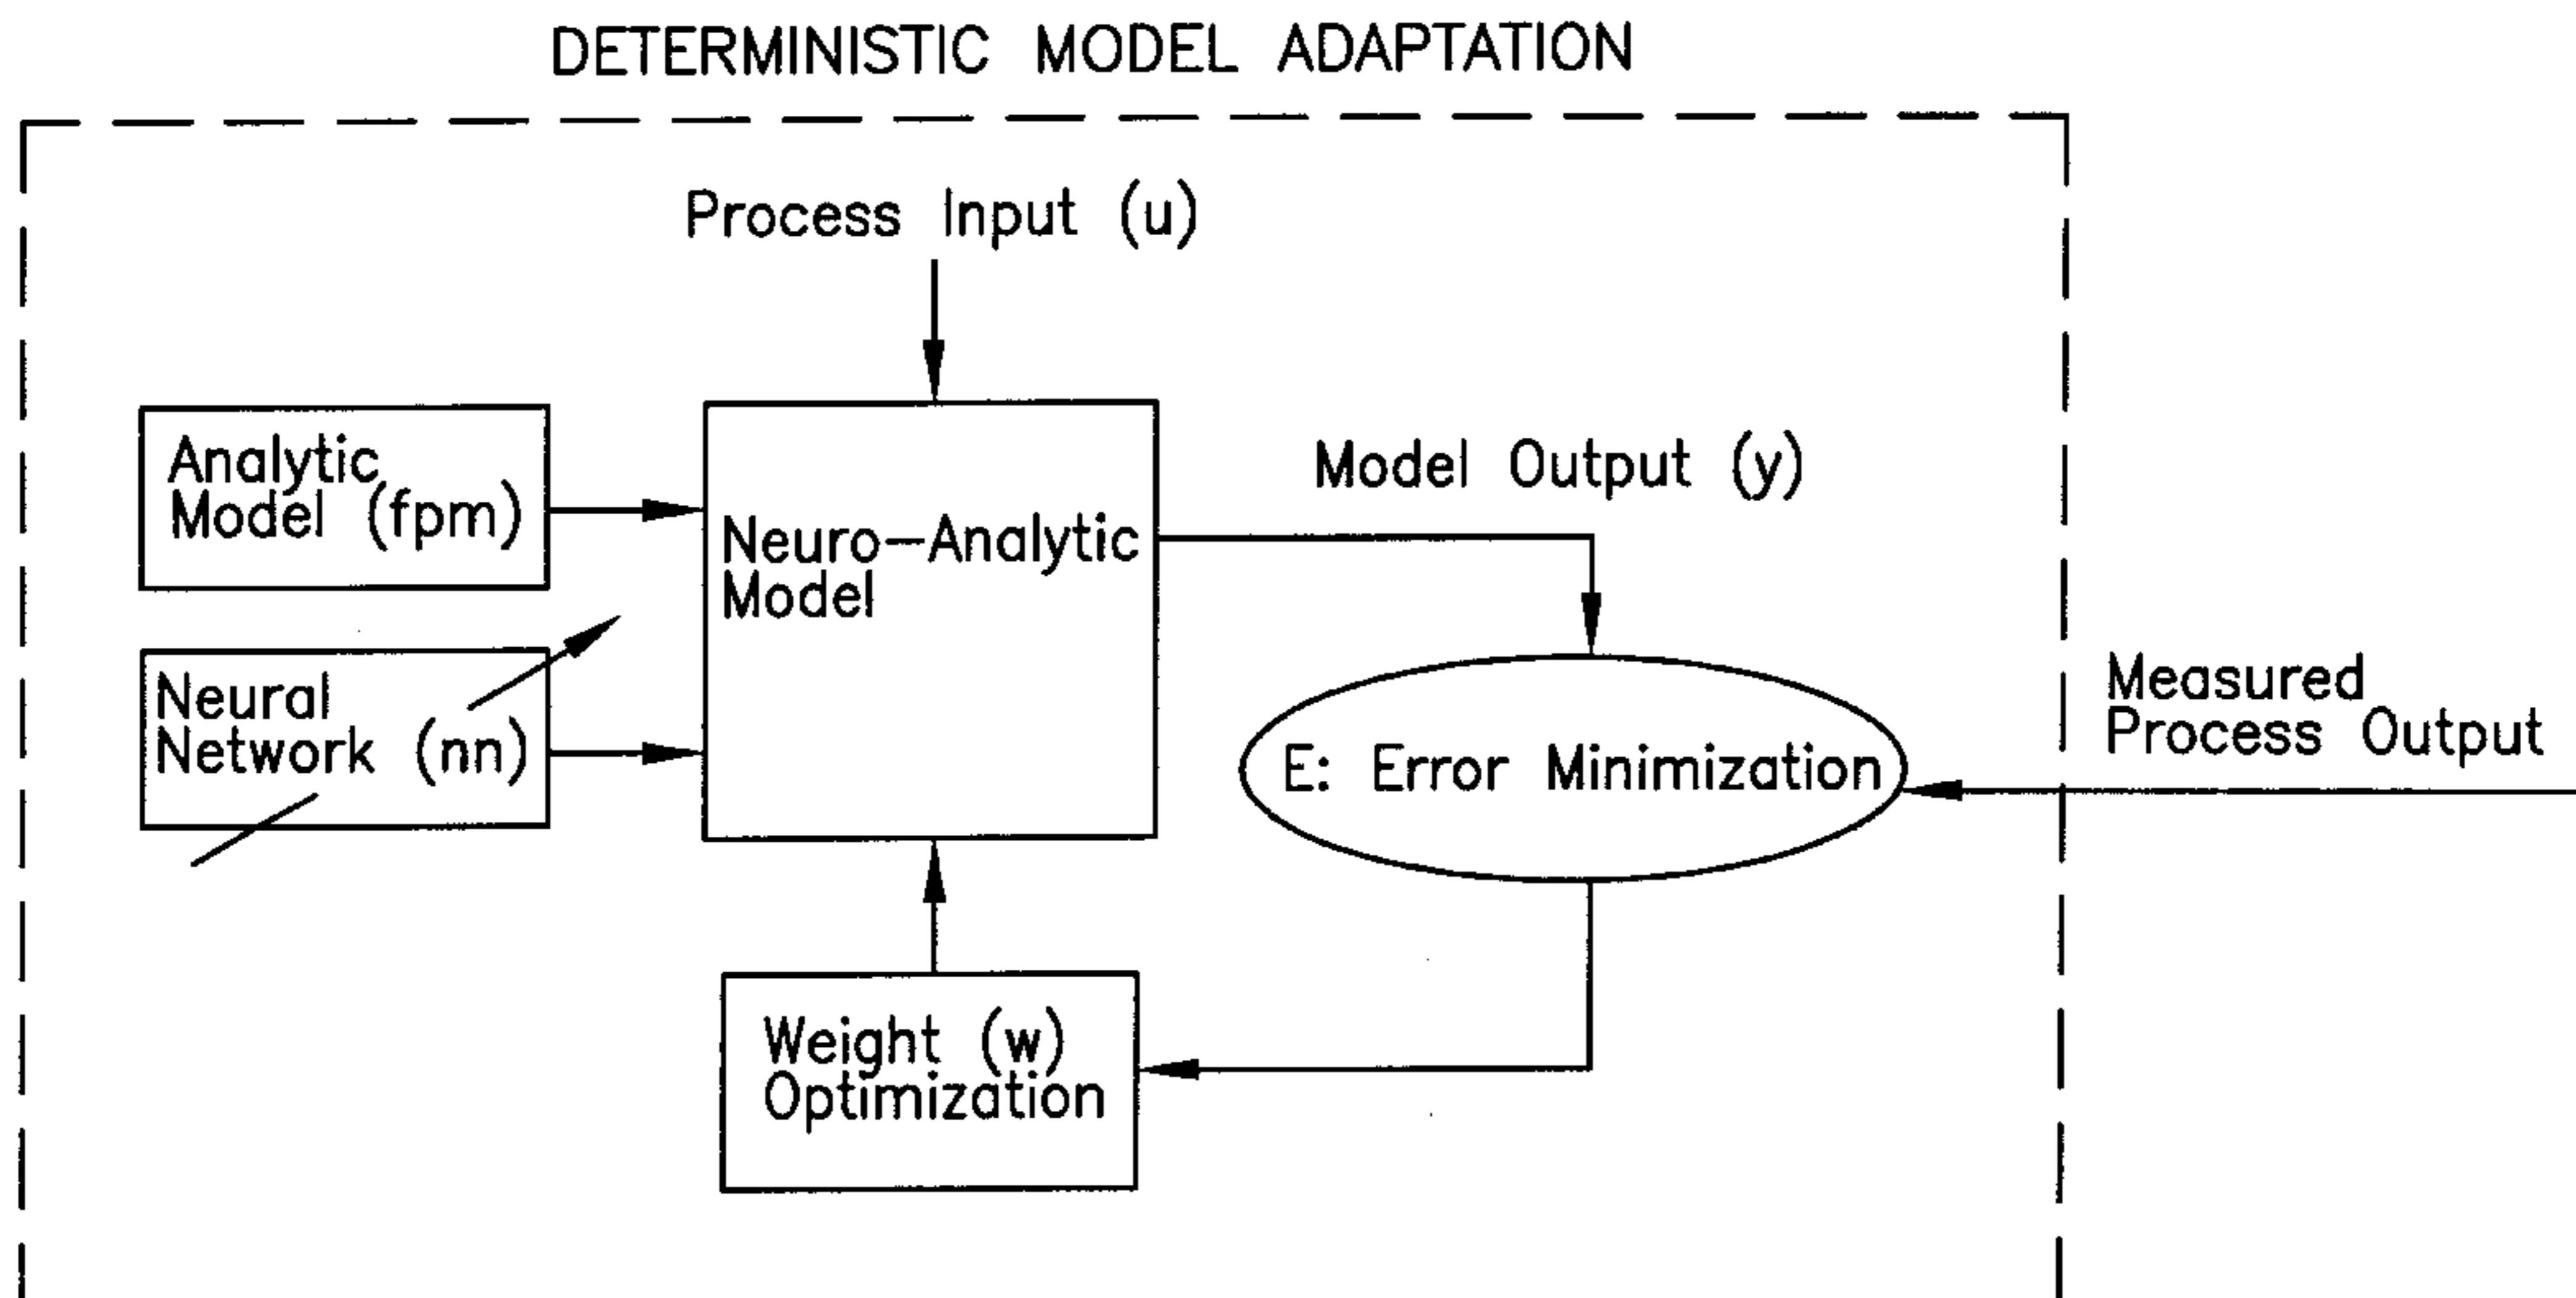 DETERMINISTIC MODEL ADAPTATION
Process Input (u)
Analytic
Model (fpm)
Neuro-Analytic
Model
Model Output (y)
Neural
Network (nn)
E: Error Minimization
Measured
Process Output
Weight (w)
Optimization